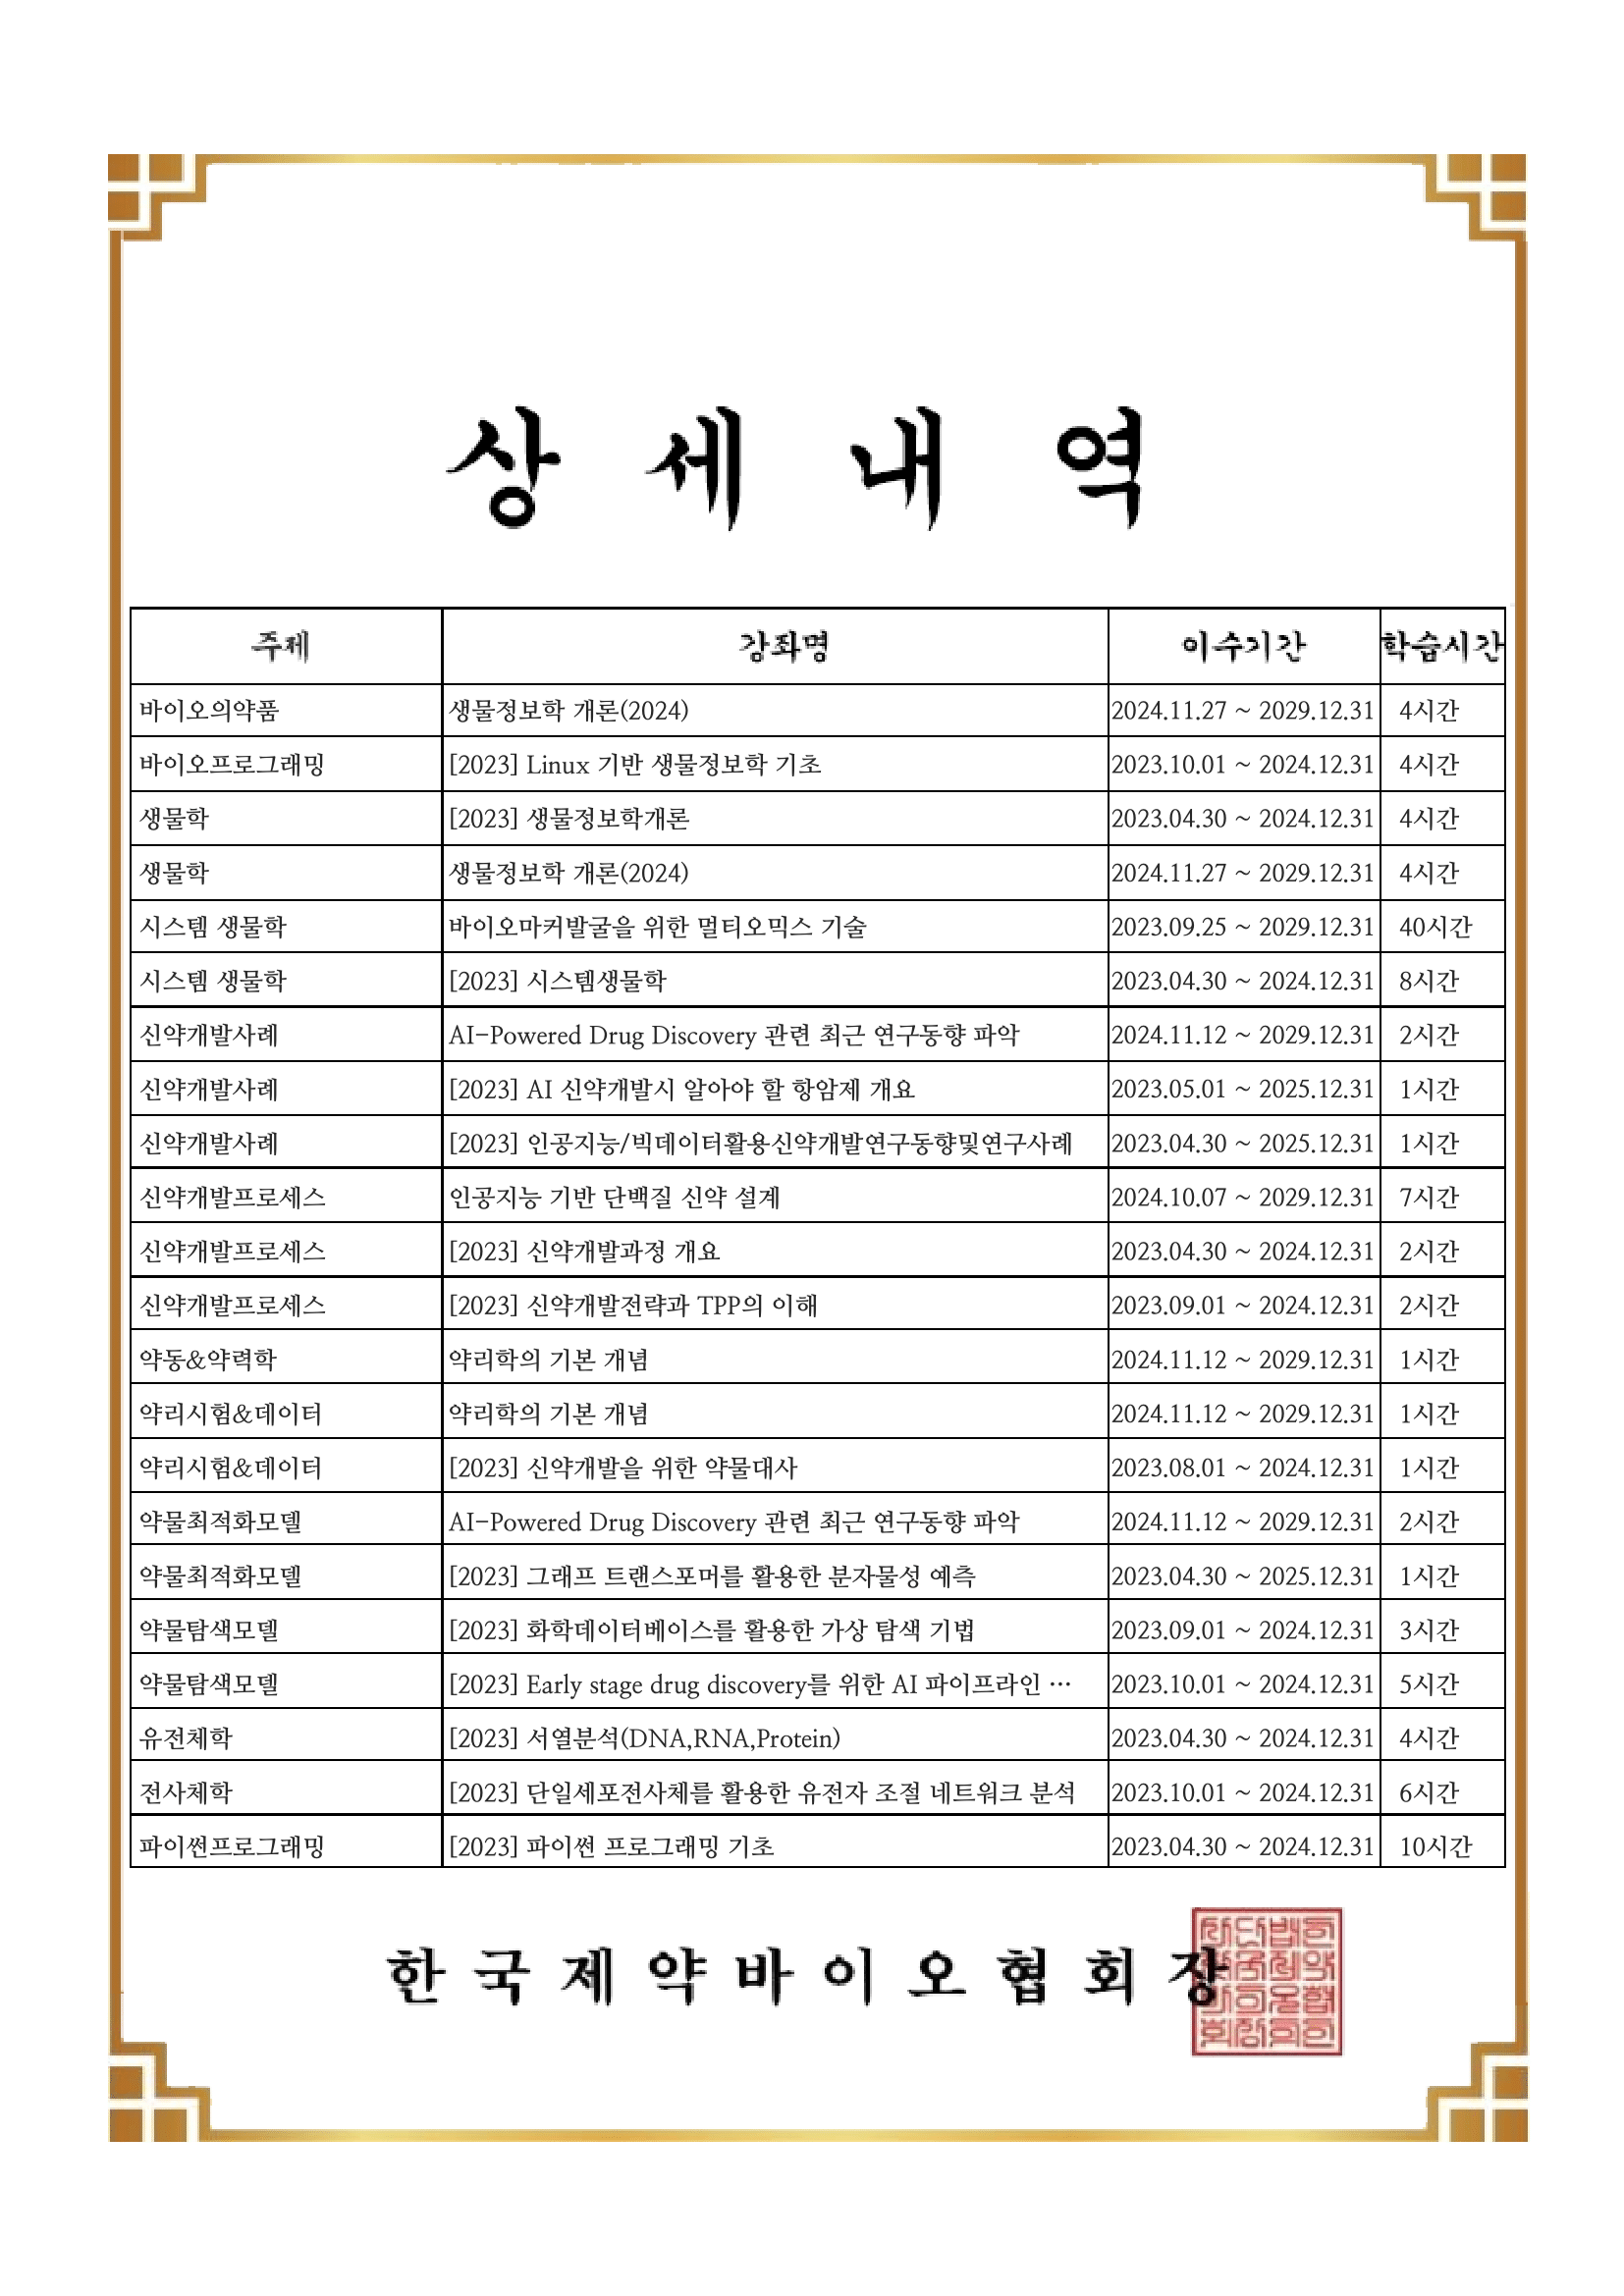 상 세 내 역
주제 강좌명 이수기간 학습시간
바이오의약품 생물정보학 개론(2024) 2024.11.27 ~ 2029.12.31 4시간
바이오프로그래밍 [2023] Linux 기반 생물정보학 기초 2023.10.01 ~ 2024.12.31 4시간
생물학 [2023] 생물정보학개론 2023.04.30 ~ 2024.12.31 4시간
생물학 생물정보학 개론(2024) 2024.11.27 ~ 2029.12.31 4시간
시스템 생물학 바이오마커발굴을 위한 멀티오믹스 기술 2023.09.25 ~ 2029.12.31 40시간
시스템 생물학 [2023] 시스템생물학 2023.04.30 ~ 2024.12.31 8시간
신약개발사례 AI-Powered Drug Discovery 관련 최근 연구동향 파악 2024.11.12 ~ 2029.12.31 2시간
신약개발사례 [2023] AI 신약개발시 알아야 할 항암제 개요 2023.05.01 ~ 2025.12.31 1시간
신약개발사례 [2023] 인공지능/빅데이터활용신약개발연구동향및연구사례 2023.04.30 ~ 2025.12.31 1시간
신약개발프로세스 인공지능 기반 단백질 신약 설계 2024.10.07 ~ 2029.12.31 7시간
신약개발프로세스 [2023] 신약개발과정 개요 2023.04.30 ~ 2024.12.31 2시간
신약개발프로세스 [2023] 신약개발전략과 TPP의 이해 2023.09.01 ~ 2024.12.31 2시간
약동&약력학 약리학의 기본 개념 2024.11.12 ~ 2029.12.31 1시간
약리시험&데이터 약리학의 기본 개념 2024.11.12 ~ 2029.12.31 1시간
약리시험&데이터 [2023] 신약개발을 위한 약물대사 2023.08.01 ~ 2024.12.31 1시간
약물최적화모델 AI-Powered Drug Discovery 관련 최근 연구동향 파악 2024.11.12 ~ 2029.12.31 2시간
약물최적화모델 [2023] 그래프 트랜스포머를 활용한 분자물성 예측 2023.04.30 ~ 2025.12.31 1시간
약물탐색모델 [2023] 화학데이터베이스를 활용한 가상 탐색 기법 2023.09.01 ~ 2024.12.31 3시간
약물탐색모델 [2023] Early stage drug discovery를 위한 AI 파이프라인 … 2023.10.01 ~ 2024.12.31 5시간
유전체학 [2023] 서열분석(DNA,RNA,Protein) 2023.04.30 ~ 2024.12.31 4시간
전사체학 [2023] 단일세포전사체를 활용한 유전자 조절 네트워크 분석 2023.10.01 ~ 2024.12.31 6시간
파이썬프로그래밍 [2023] 파이썬 프로그래밍 기초 2023.04.30 ~ 2024.12.31 10시간
한 국 제 약 바 이 오 협 회 장